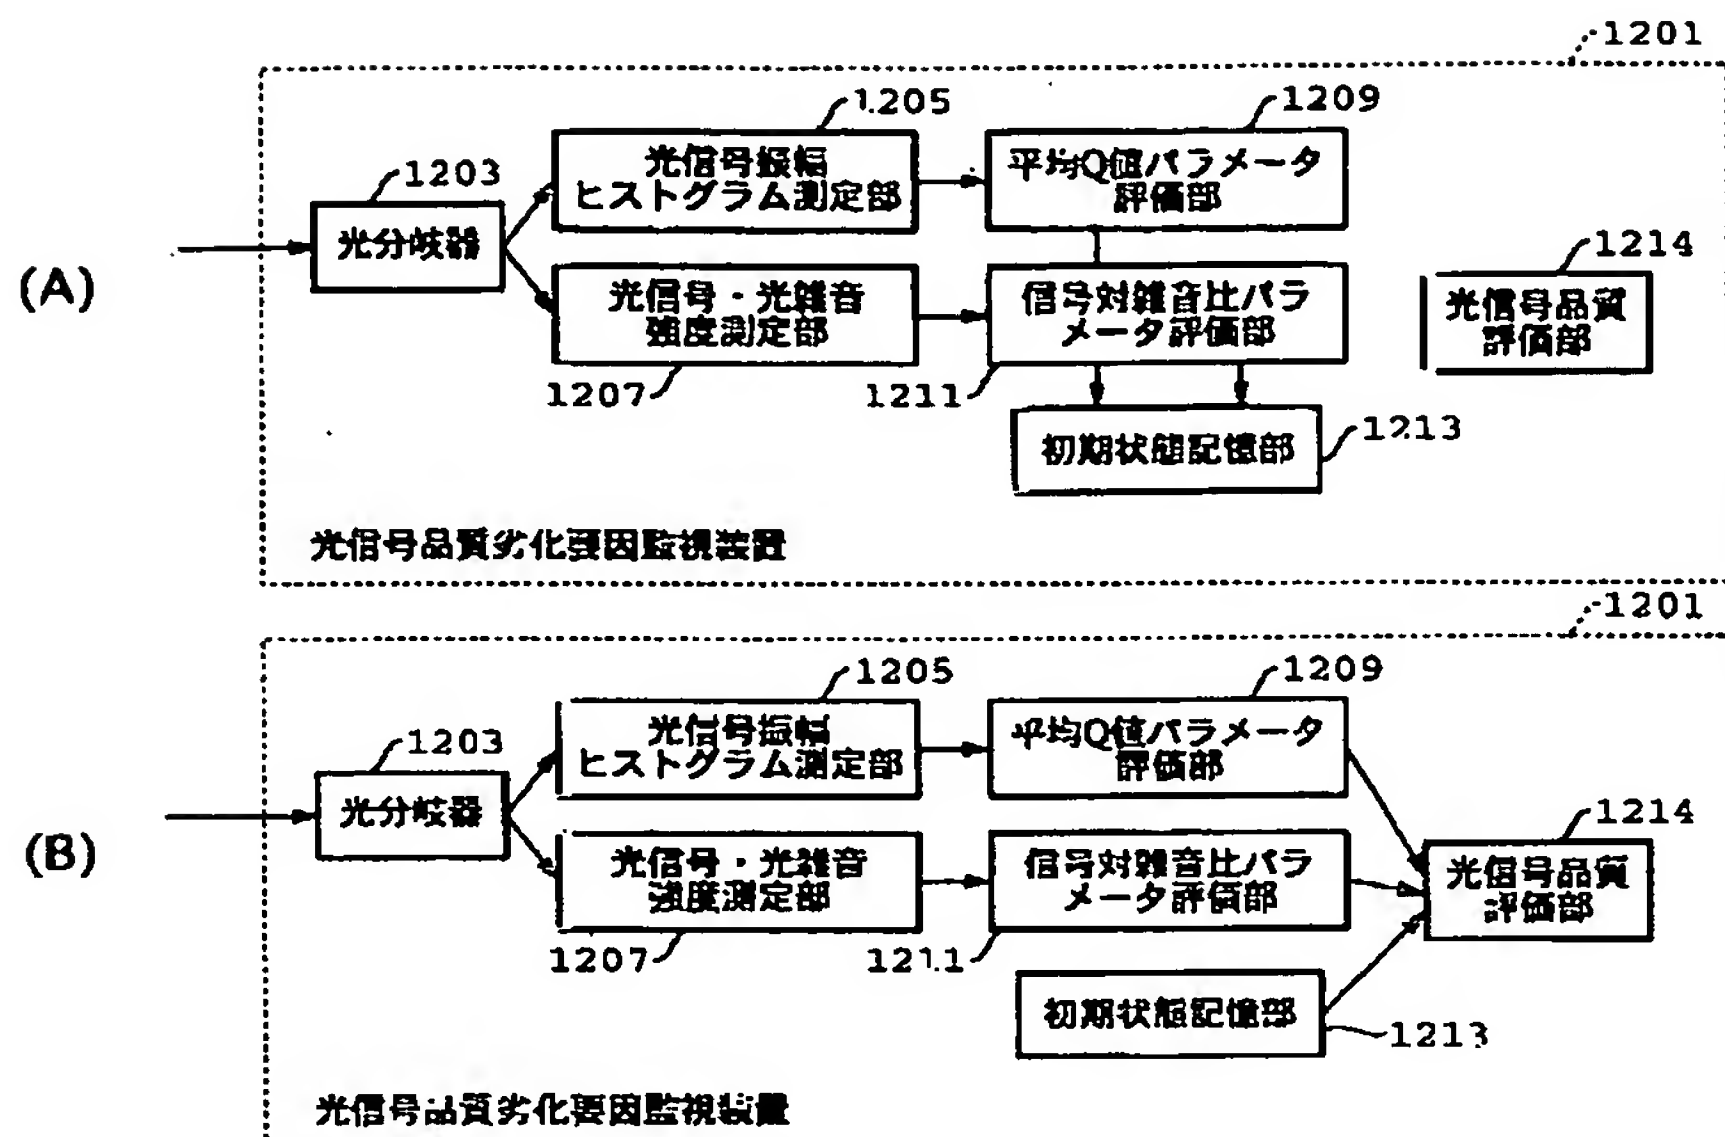 1201
1205
1209
光信号振幅
ヒストグラム測定部
平均Q値パラメータ
評価部
1203
光分岐器
1214
(A)
光信号・光雑音
強度測定部
信号対雑音比パラ
メータ評価部
光信号品質
評価部
1207
1211
1213
初期状態記憶部
光信号品質劣化要因監視装置
1201
1205
1209
光信号振幅
ヒストグラム測定部
平均Q値パラメータ
評価部
1203
光分岐器
1214
(B)
光信号・光雑音
強度測定部
信号対雑音比パラ
メータ評価部
光信号品質
評価部
1207
1211
初期状態記憶部
1213
光信号品質劣化要因監視装置